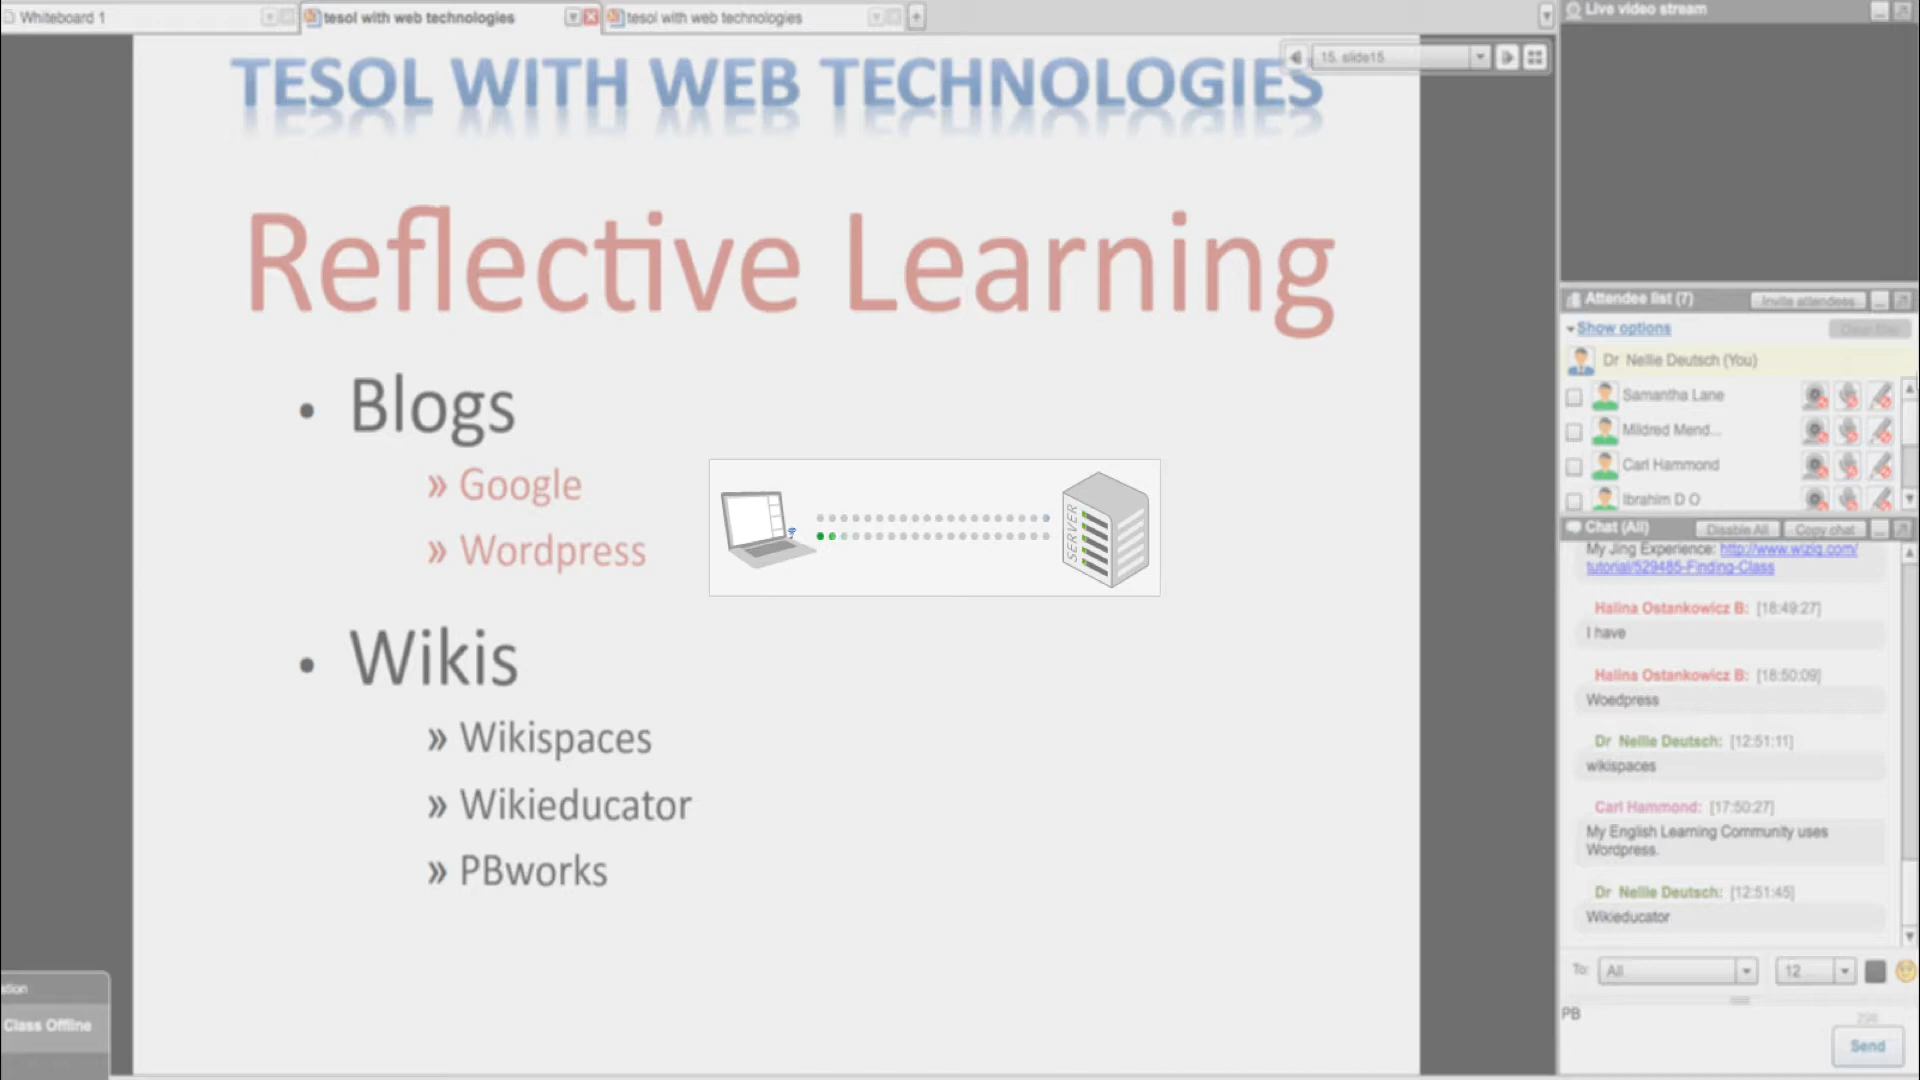 Whiteboard 1
tesol with web technologies
tesol with web technologies
TESOL WITH WEB TECHNOLOGIES
15. slide15
Reflective Learning
• Blogs
» Google
» Wordpress
SERVER
• Wikis
» Wikispaces
» Wikieducator
» PBworks
Class Offline
Live video stream
Attendee list (7)
Invite attendees
Show options
Dr Nellie Deutsch (You)
Samantha Lane
Mildred Mend...
Carl Hammond
Ibrahim D O
Chat (All)
Disable All
Copy chat
My Jing Experience: http://www.wiziq.com/
tutorial/529485-Finding-Class
Halina Ostankowicz B: [18:49:27]
I have
Halina Ostankowicz B: [18:50:09]
Woedpress
Dr Nellie Deutsch: [12:51:11]
wikispaces
Carl Hammond: [17:50:27]
My English Learning Community uses
Wordpress.
Dr Nellie Deutsch: [12:51:45]
Wikieducator
To: All 12
PB
298
Send